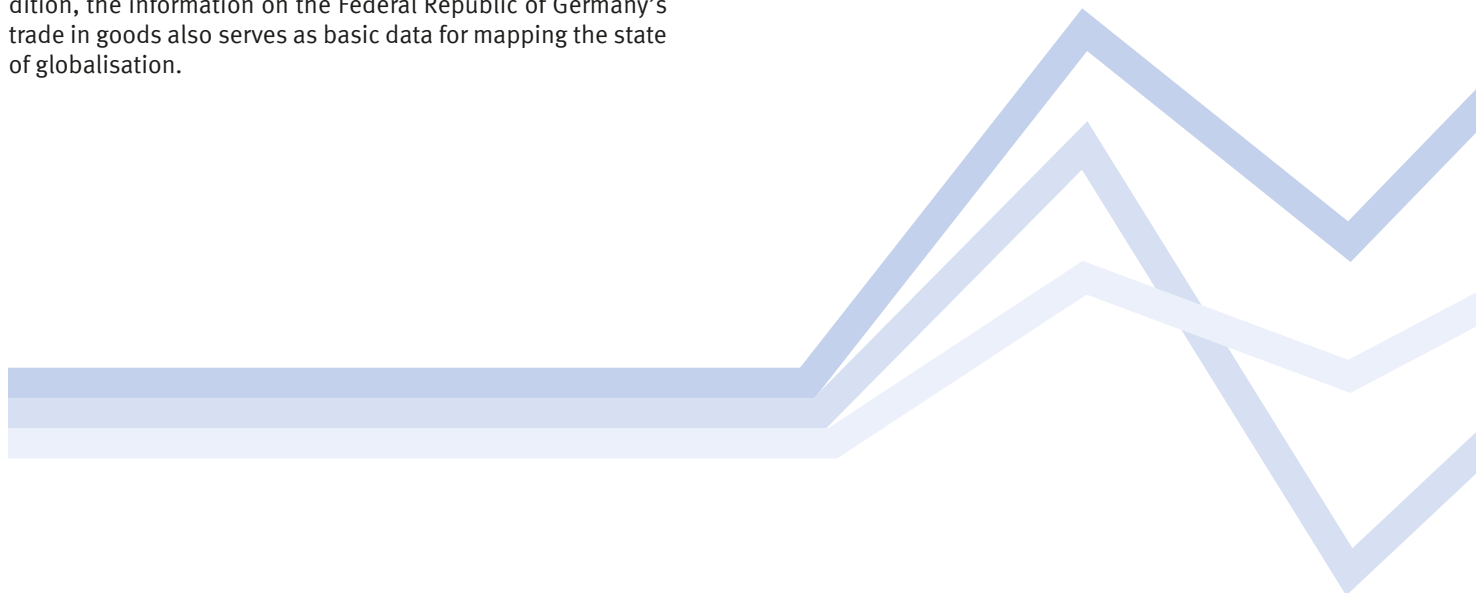 dition, the information on the Federal Republic of Germany’s
trade in goods also serves as basic data for mapping the state
of globalisation.